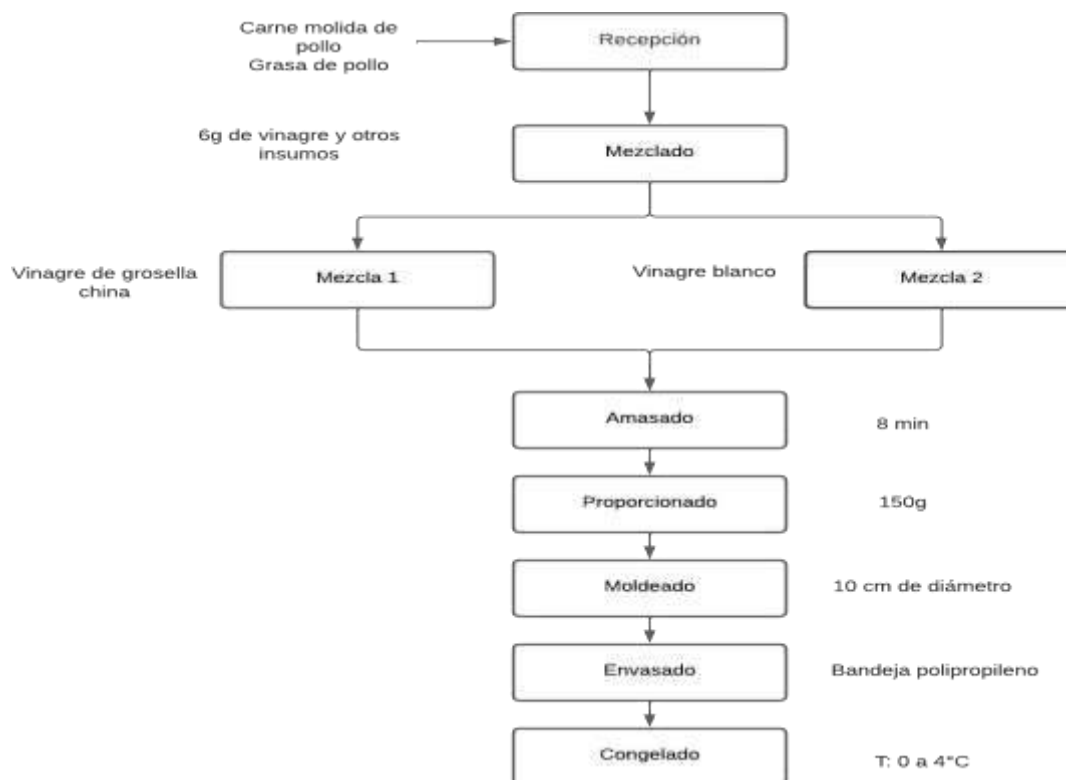 Carne molida de
pollo
Grasa de pollo
Recepción
6g de vinagre y otros
insumos
Mezclado
Vinagre de grosella
china
Mezcla 1
Vinagre blanco
Mezcla 2
Amasado
8 min
Proporcionado
150g
Moldeado
10 cm de diámetro
Envasado
Bandeja polipropileno
Congelado
T: 0 a 4°C